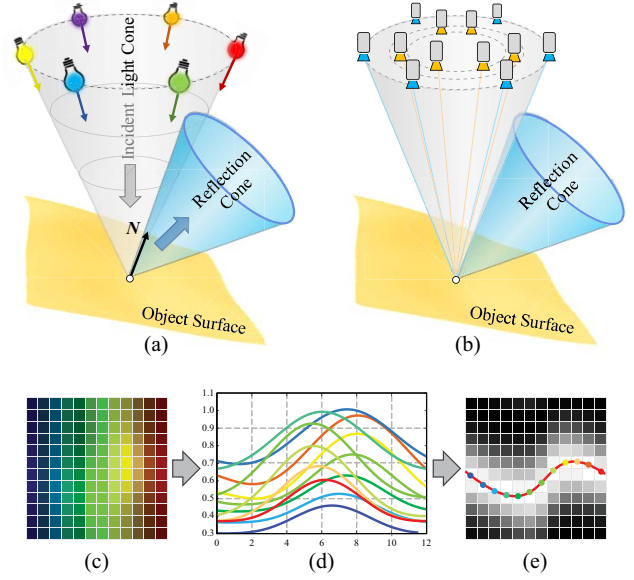 Incident Light Cone
Reflection
Cone
N
Object Surface
(a)
Reflection
Cone
Object Surface
(b)
1.1
1.0
0.9
0.8
0.7
0.6
0.5
0.4
0.3
0 2 4 6 8 10 12
(c)
(d)
(e)